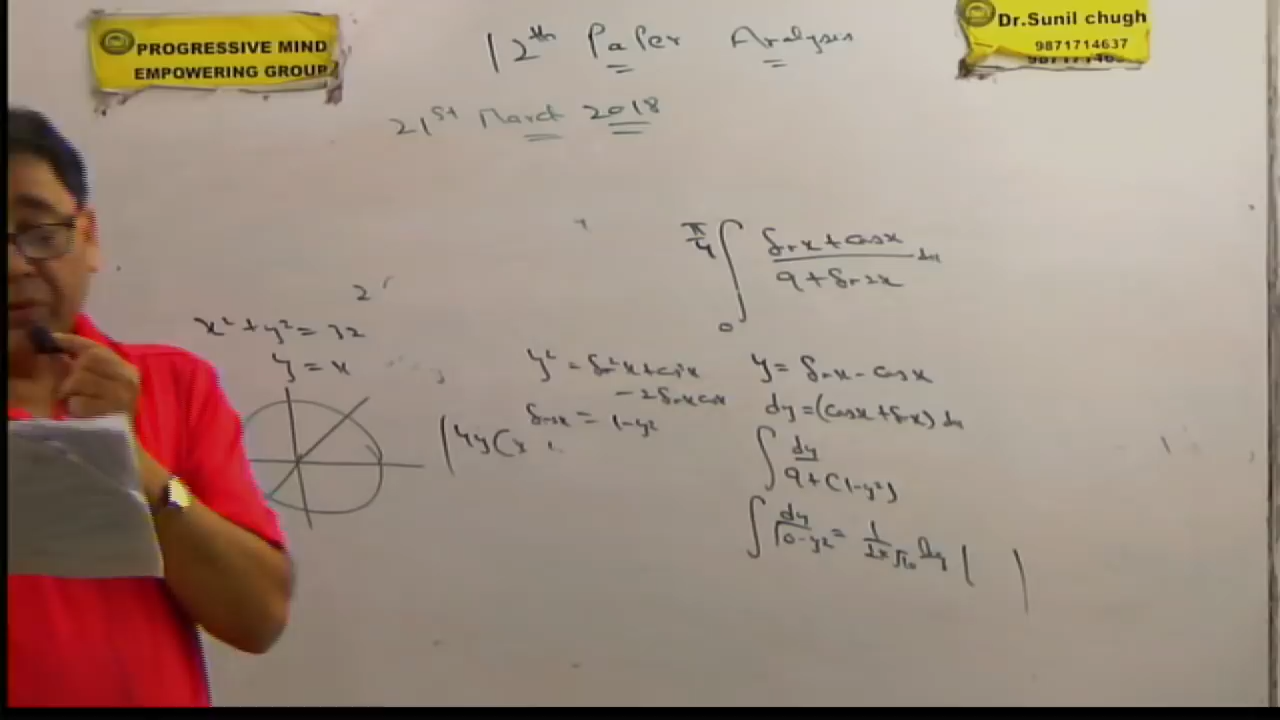 PROGRESSIVE MIND
EMPOWERING GROUP
Dr.Sunil chugh
9871714637
12th Paper Analysis
21st March 2018
π/4 ∫ 0 (Sin x + cos x)/(9 + Sin 2x) dx
x² + y² = 32
y = x
y² = Sin²x + cos²x
- 2 Sin x cos x
Sin 2x = 1 - y²
y = Sin x - cos x
dy = (cos x + Sin x) dx
∫ dy/(9 + (1 - y²))
∫ dy/(10 - y²) = 1/(2×√10) log | |